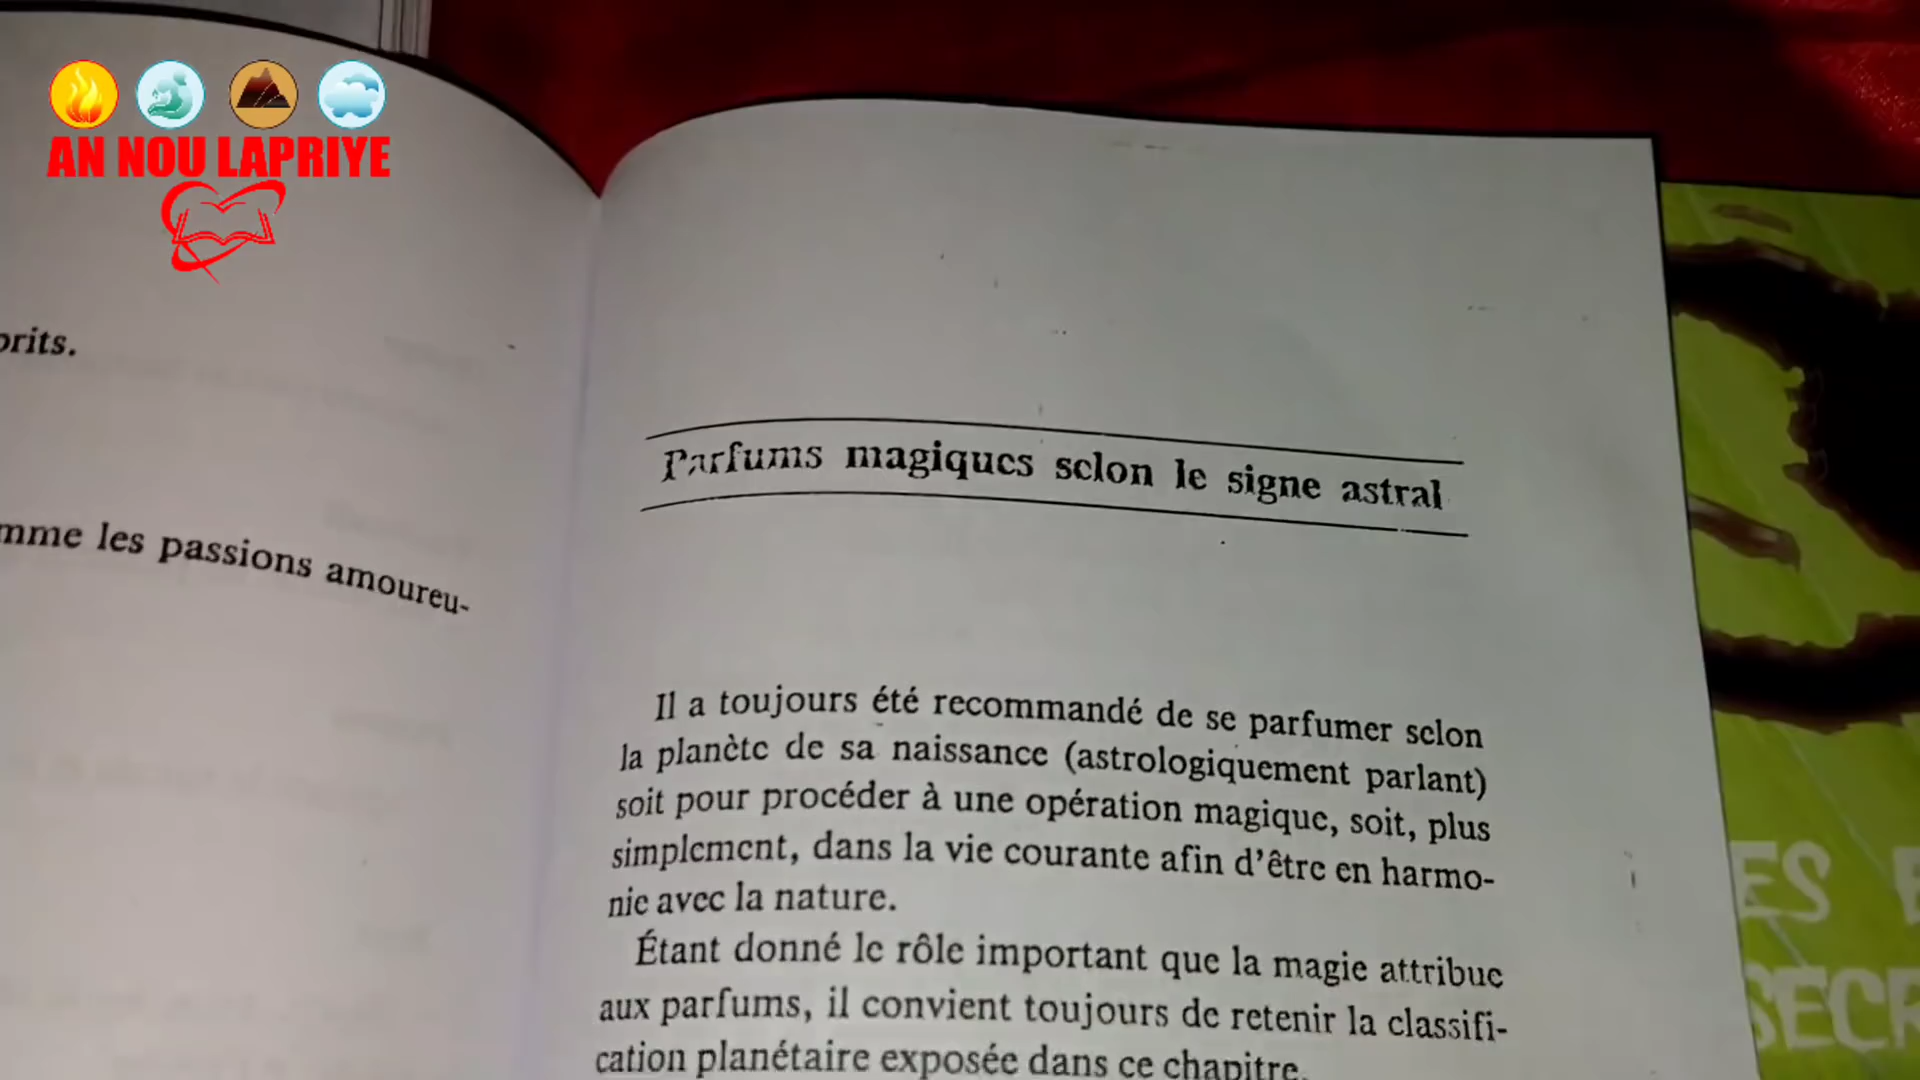 AN NOU LAPRIYE
prits.
mme les passions amoureu-
Parfums magiques selon le signe astral
Il a toujours été recommandé de se parfumer selon
la planète de sa naissance (astrologiquement parlant)
soit pour procéder à une opération magique, soit, plus
simplement, dans la vie courante afin d'être en harmo-
nie avec la nature.
Étant donné le rôle important que la magie attribue
aux parfums, il convient toujours de retenir la classifi-
cation planétaire exposée dans ce chapitre.
ES
SECR